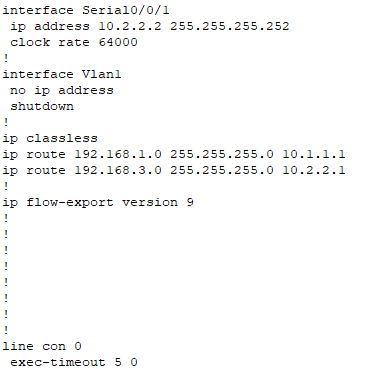 interface Serial0/0/1
 ip address 10.2.2.2 255.255.255.252
 clock rate 64000
!
interface Vlan1
 no ip address
 shutdown
!
ip classless
ip route 192.168.1.0 255.255.255.0 10.1.1.1
ip route 192.168.3.0 255.255.255.0 10.2.2.1
!
ip flow-export version 9
!
!
!
!
!
!
!
!
line con 0
 exec-timeout 5 0